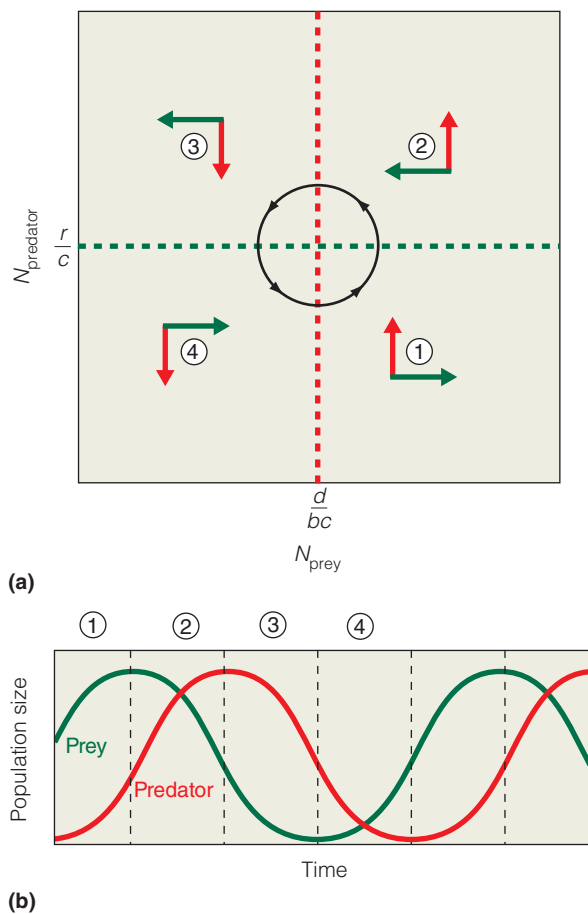 ③
②
N predator
r/c
④
①
d/bc
N prey
(a)
① ② ③ ④
Population size
Prey
Predator
Time
(b)